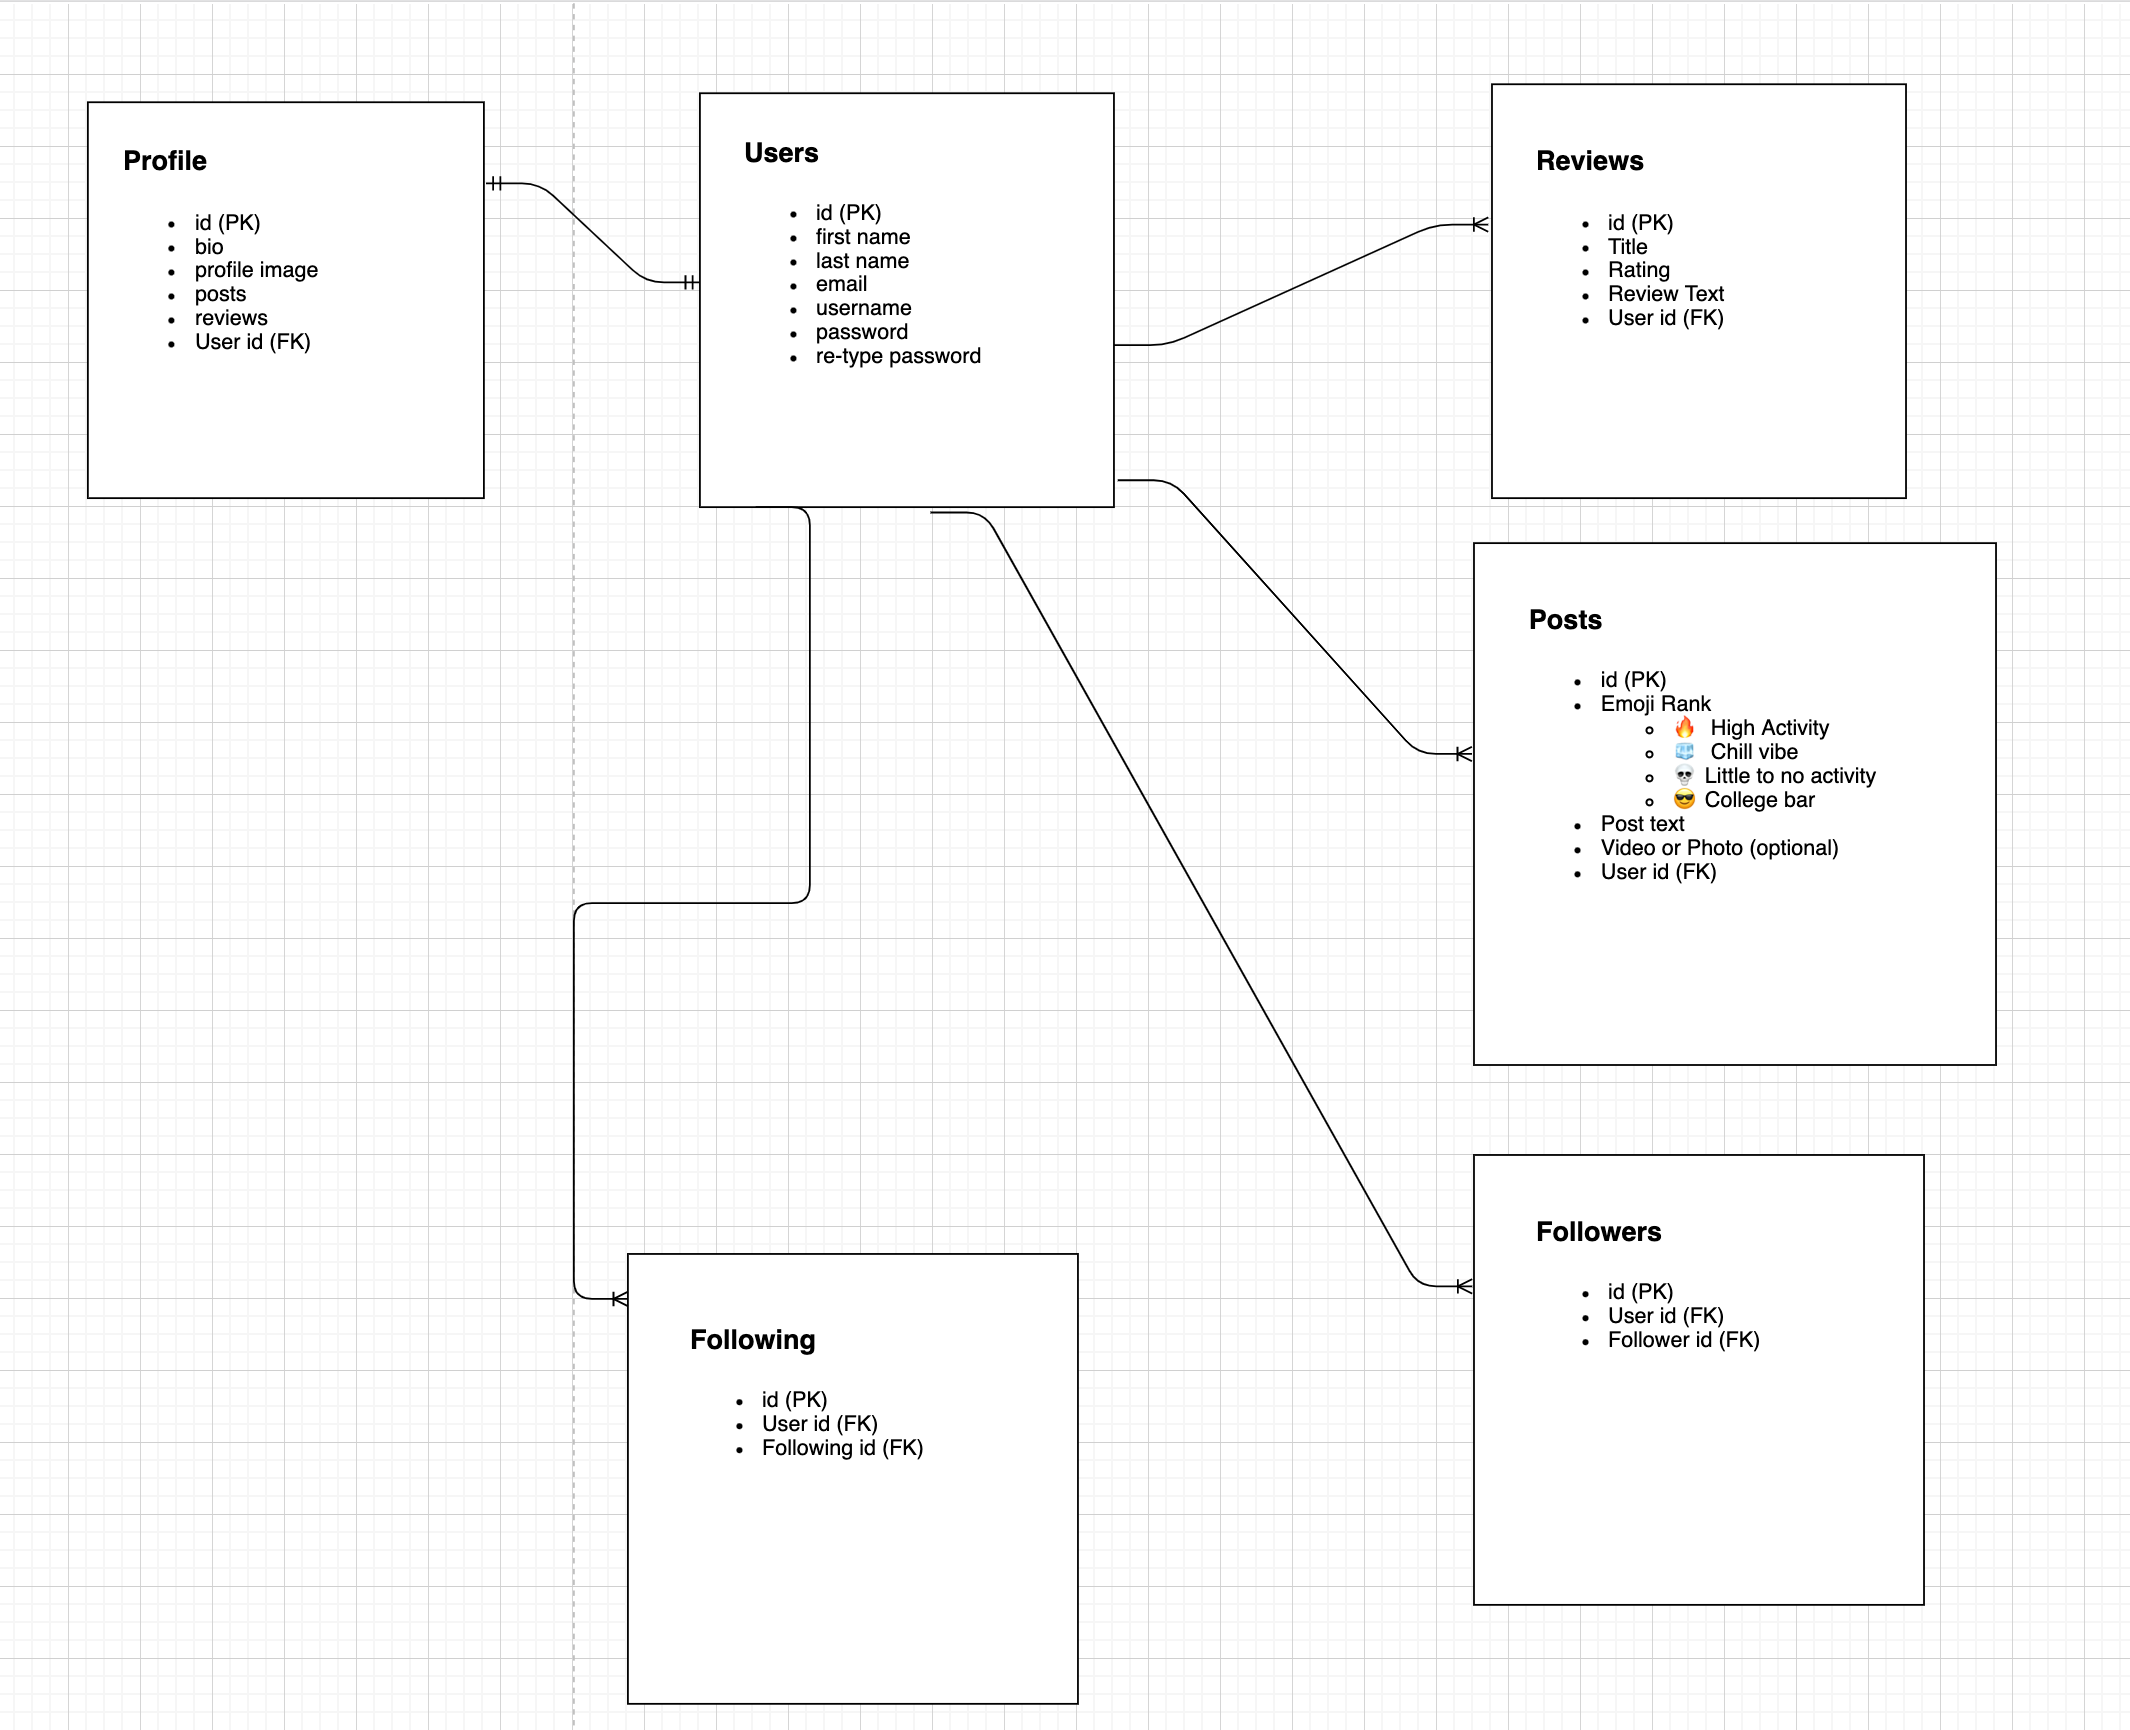 Profile
id (PK)
bio
profile image
posts
reviews
User id (FK)
Users
id (PK)
first name
last name
email
username
password
re-type password
Reviews
id (PK)
Title
Rating
Review Text
User id (FK)
Posts
id (PK)
Emoji Rank
🔥 High Activity
🧊 Chill vibe
💀 Little to no activity
😎 College bar
Post text
Video or Photo (optional)
User id (FK)
Following
id (PK)
User id (FK)
Following id (FK)
Followers
id (PK)
User id (FK)
Follower id (FK)